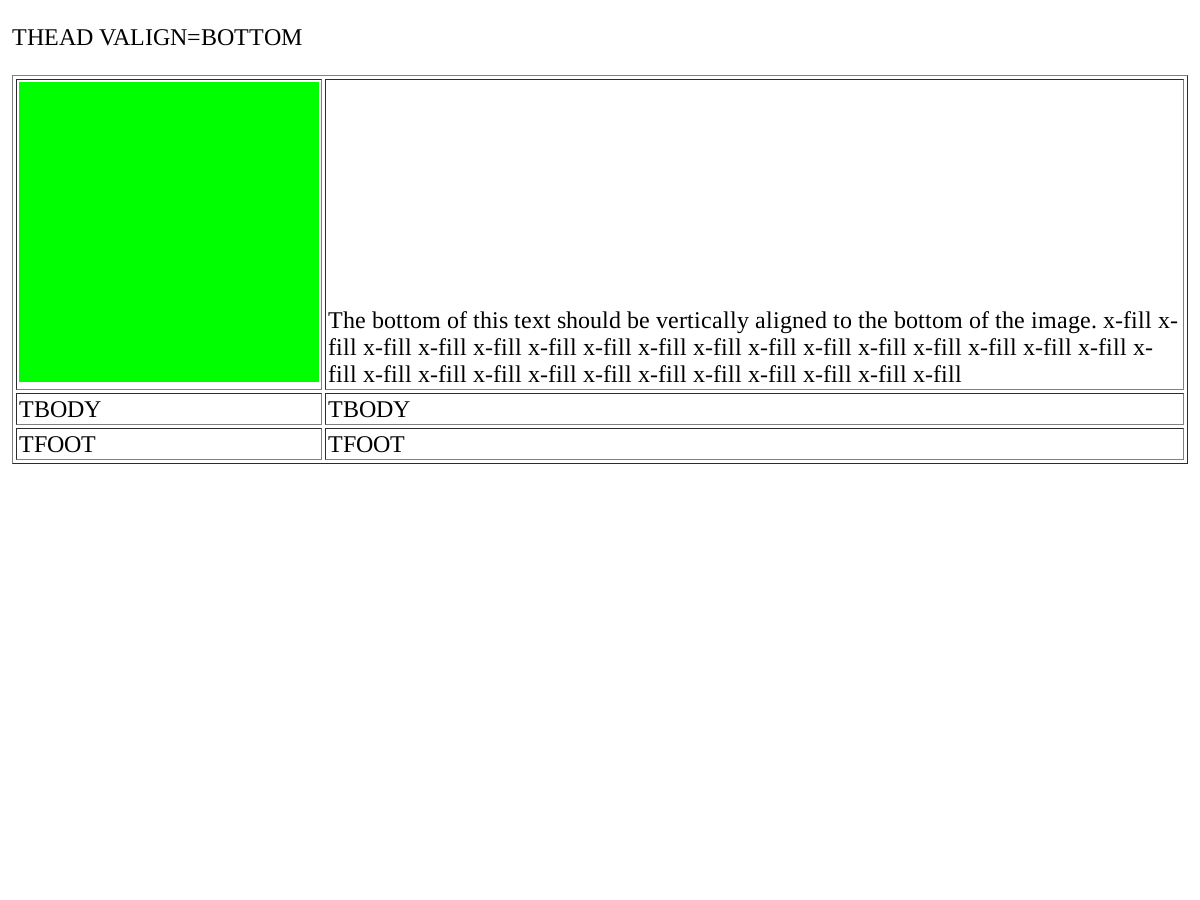 THEAD VALIGN=BOTTOM
The bottom of this text should be vertically aligned to the bottom of the image. x-fill x-
fill x-fill x-fill x-fill x-fill x-fill x-fill x-fill x-fill x-fill x-fill x-fill x-fill x-fill x-fill x-
fill x-fill x-fill x-fill x-fill x-fill x-fill x-fill x-fill x-fill x-fill x-fill
TBODY TBODY
TFOOT TFOOT